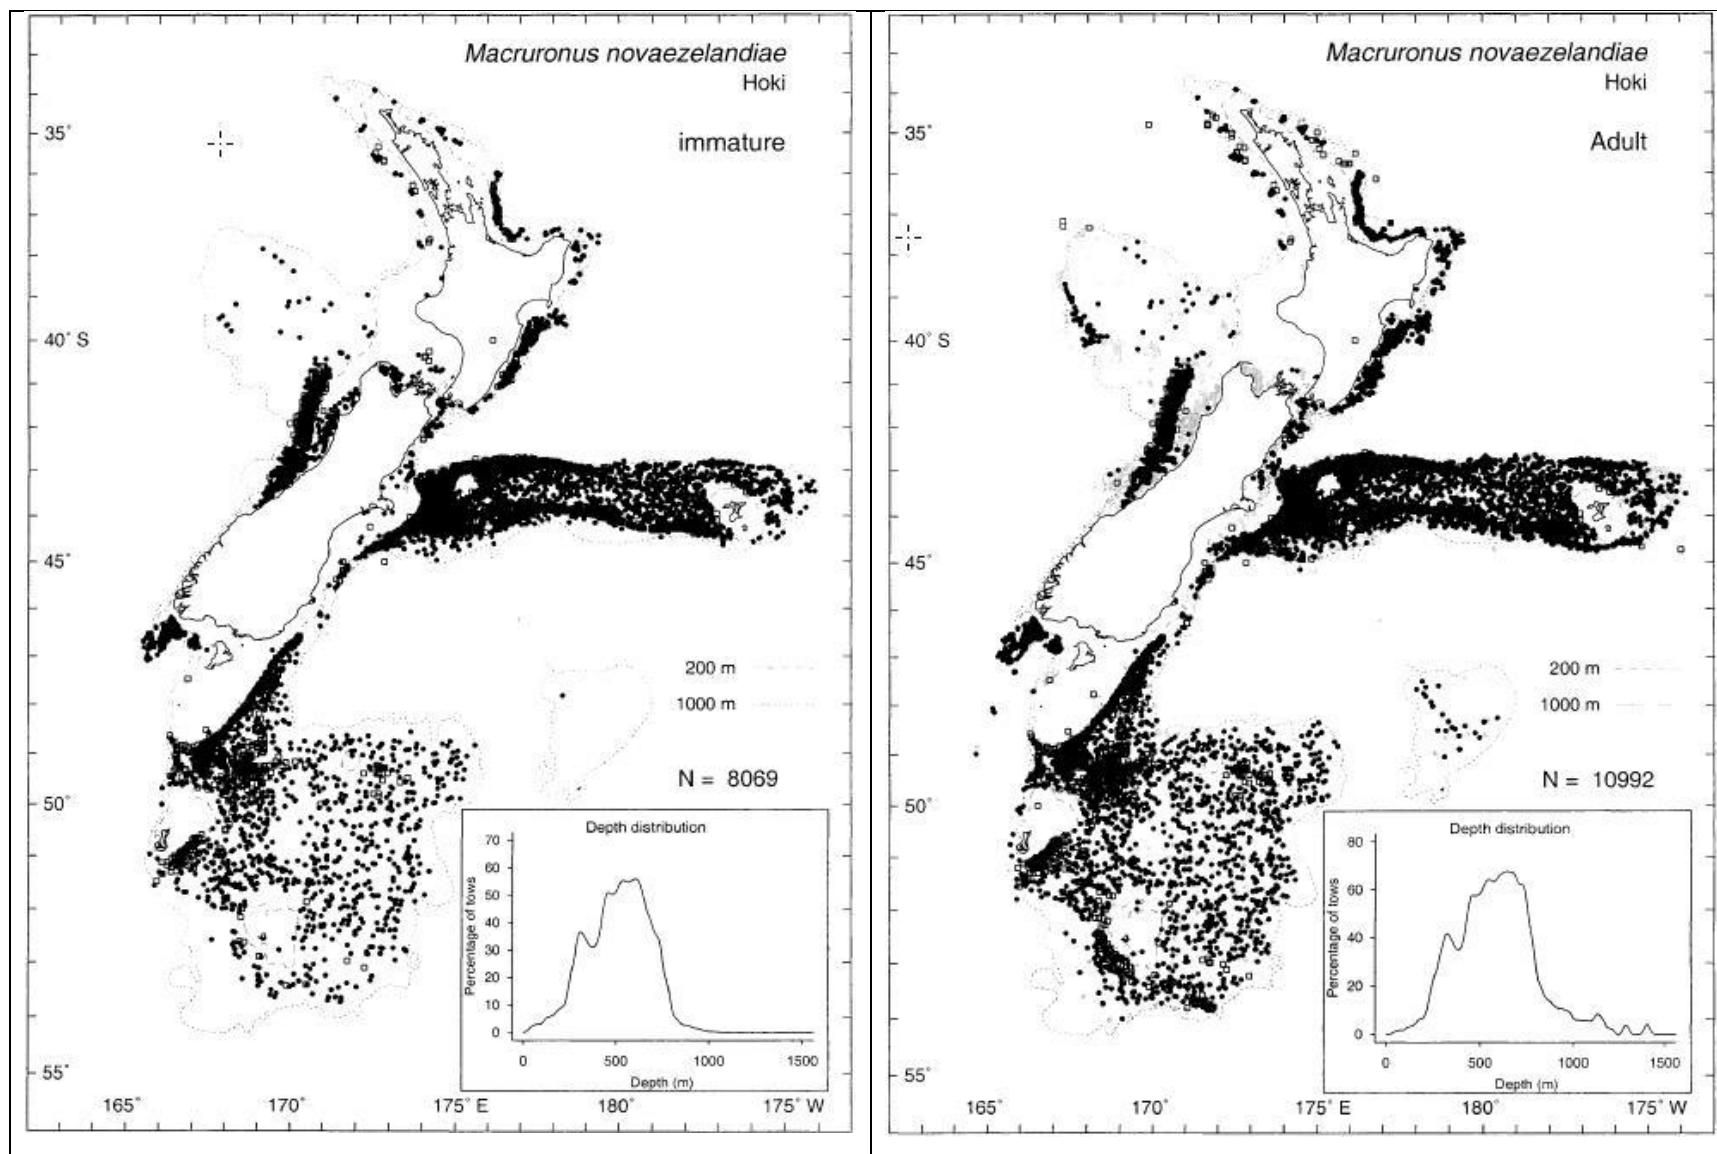 Macruronus novaezelandiae
Hoki
immature
35°
40° S
45°
50°
55°
200 m
1000 m
N = 8069
Depth distribution
Percentage of tows
70
60
50
40
30
20
10
0
0 500 1000 1500
Depth (m)
165° 170° 175° E 180° 175° W
Macruronus novaezelandiae
Hoki
Adult
35°
40° S
45°
50°
55°
200 m
1000 m
N = 10992
Depth distribution
Percentage of tows
80
60
40
20
0
0 500 1000 1500
Depth (m)
165° 170° 175° E 180° 175° W